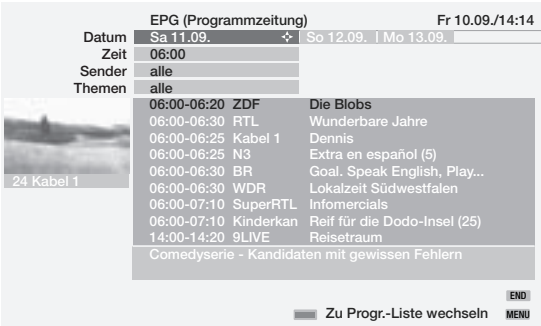 EPG (Programmzeitung) Fr 10.09./14:14
Datum Sa 11.09. So 12.09. I Mo 13.09.
Zeit 06:00
Sender alle
Themen alle
06:00-06:20 ZDF Die Blobs
06:00-06:30 RTL Wunderbare Jahre
06:00-06:25 Kabel 1 Dennis
06:00-06:25 N3 Extra en español (5)
06:00-06:30 BR Goal. Speak English, Play...
06:00-06:30 WDR Lokalzeit Südwestfalen
06:00-07:10 SuperRTL Infomercials
06:00-07:10 Kinderkan Reif für die Dodo-Insel (25)
14:00-14:20 9LIVE Reisetraum
24 Kabel 1
Comedyserie - Kandidaten mit gewissen Fehlern
END
Zu Progr.-Liste wechseln MENU